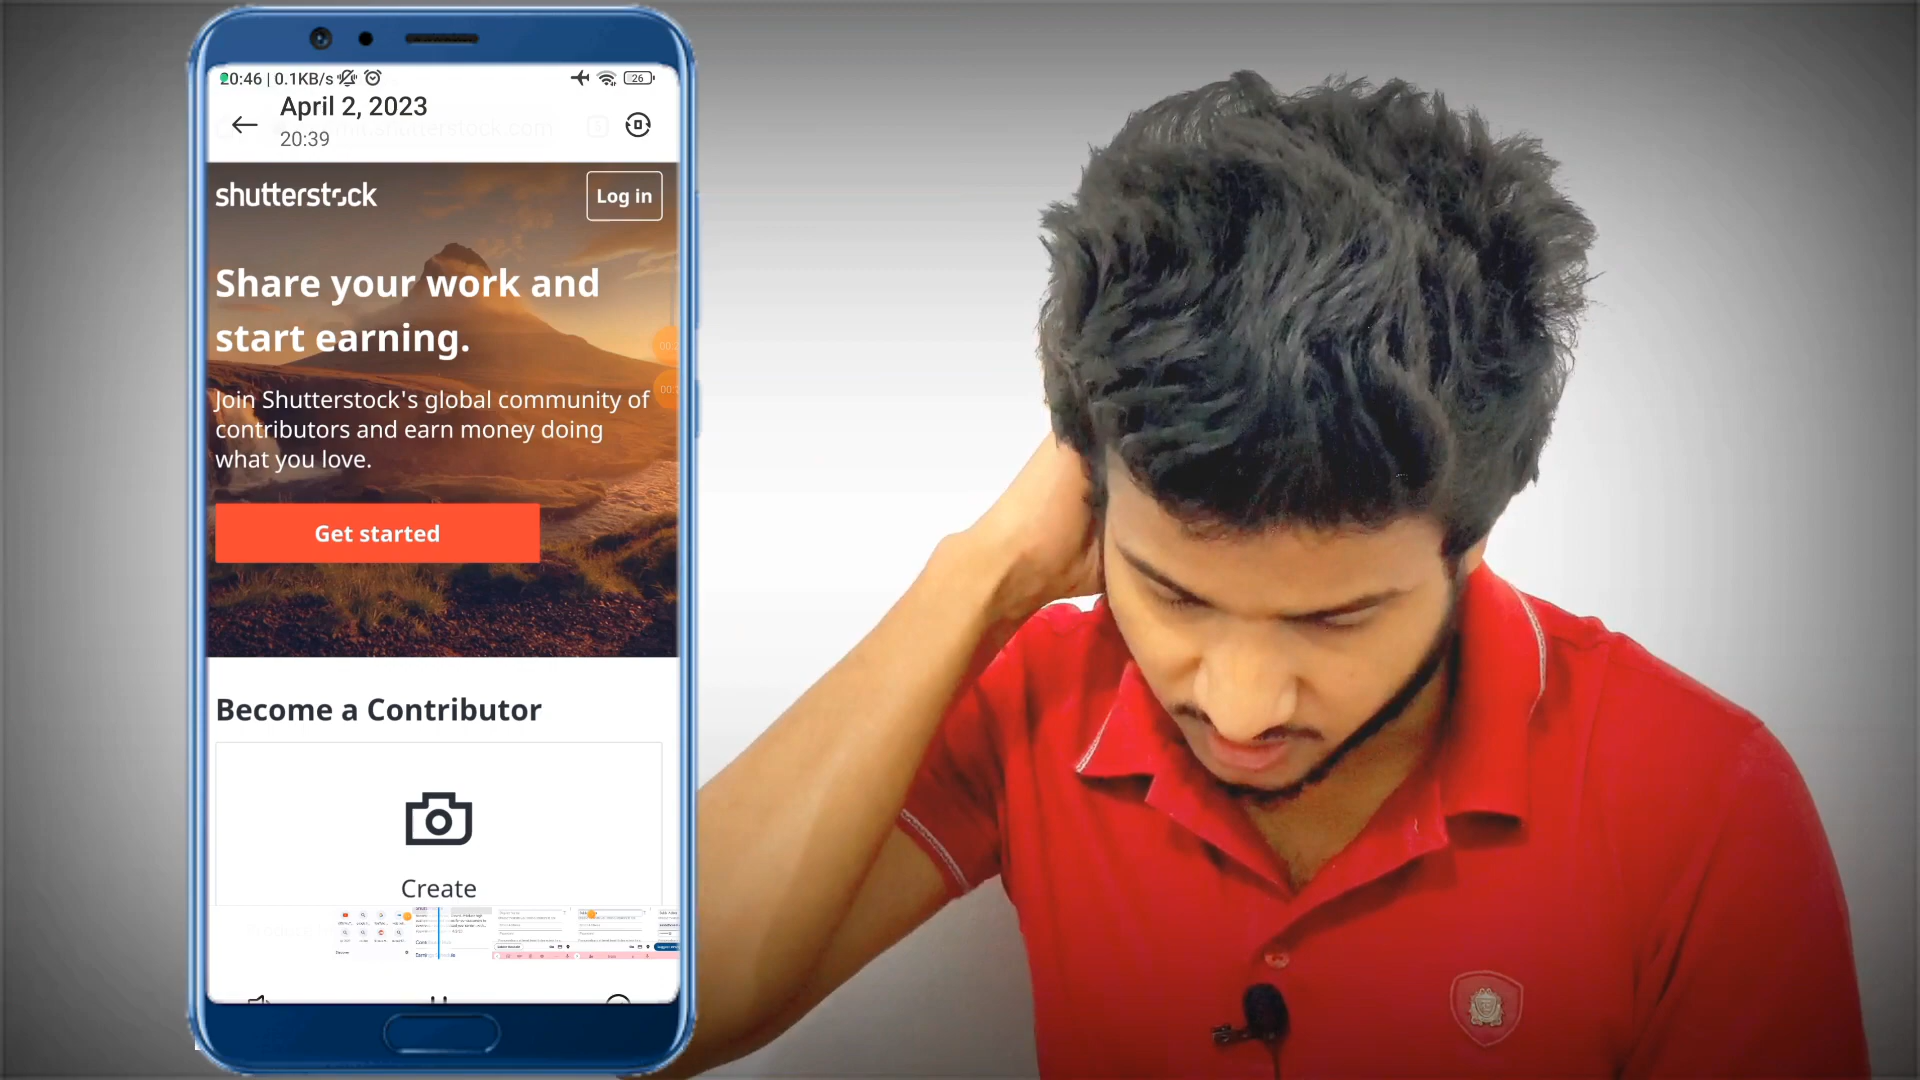 20:46 | 0.1KB/s
26
April 2, 2023
20:39
shutterstock
Log in
Share your work and
start earning.
Join Shutterstock's global community of
contributors and earn money doing
what you love.
Get started
Become a Contributor
Create